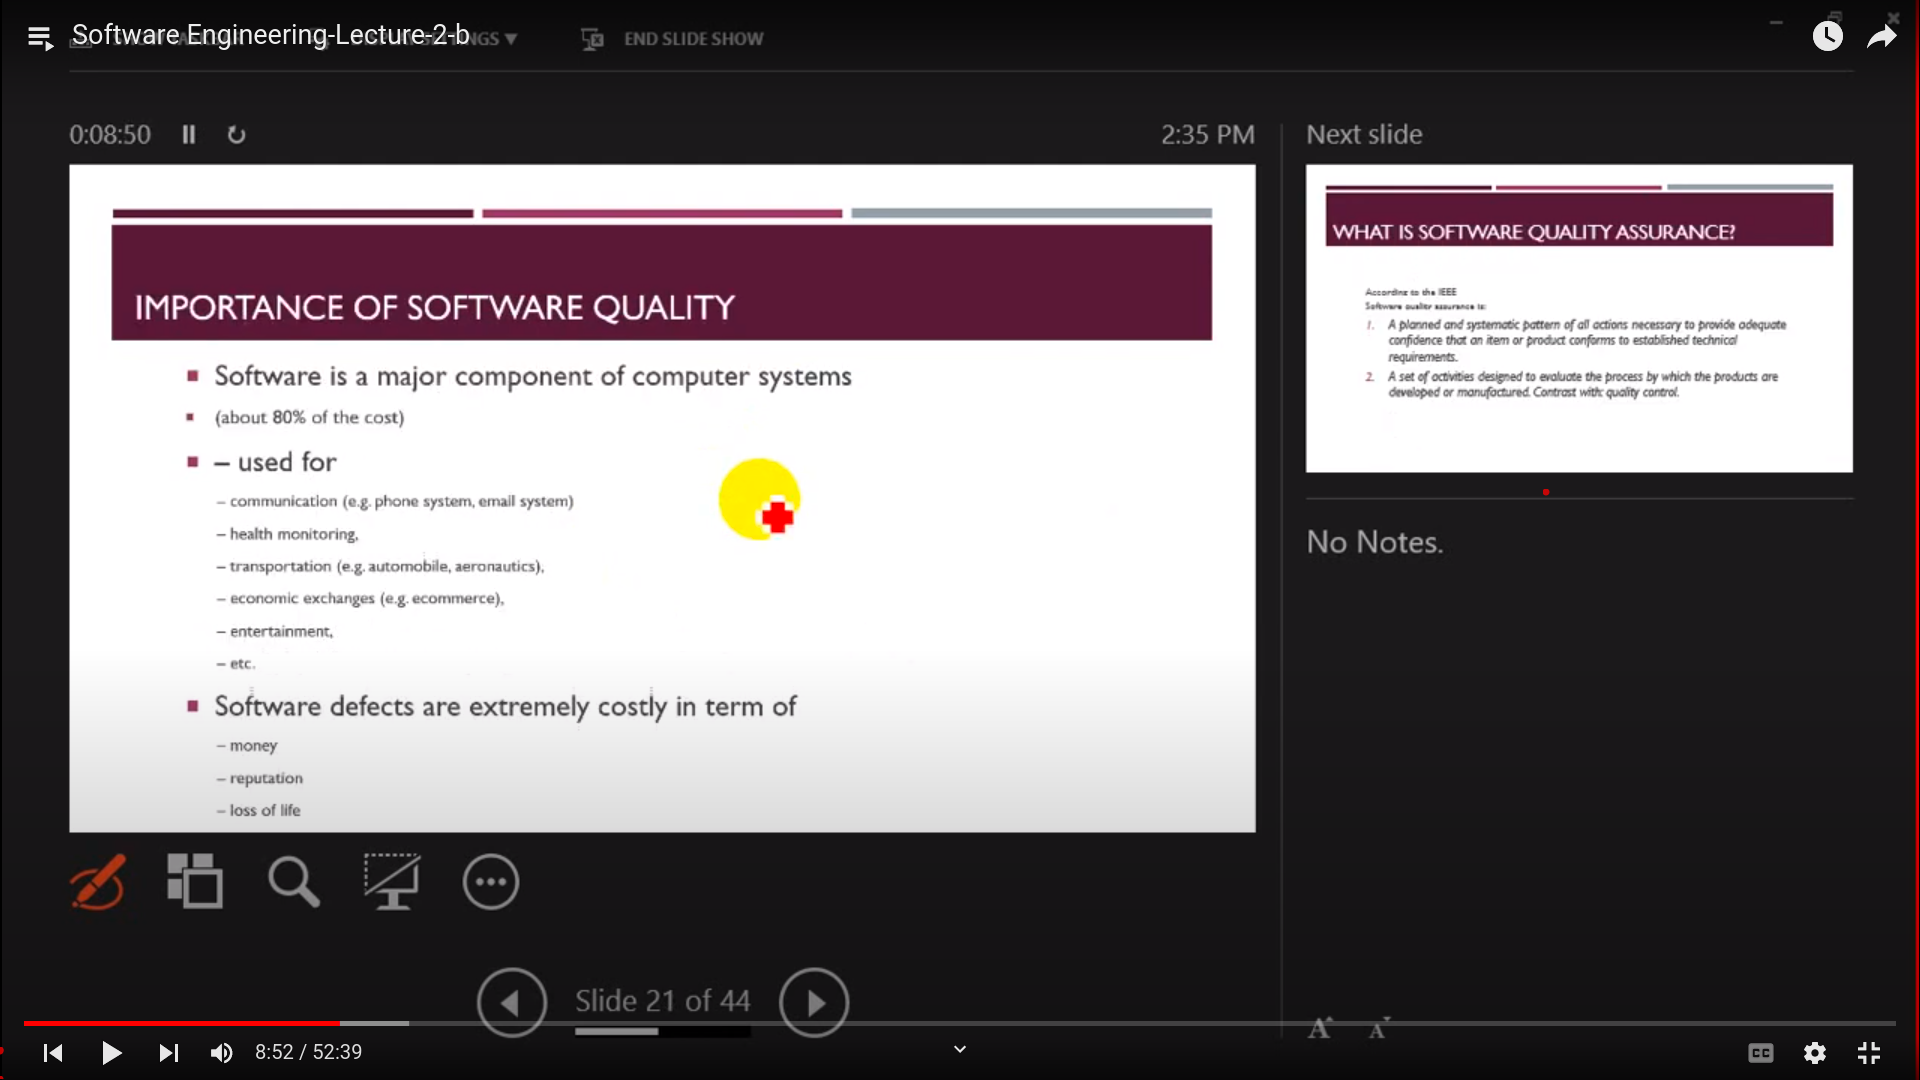 Software Engineering-Lecture-2-b
END SLIDE SHOW
0:08:50
2:35 PM
IMPORTANCE OF SOFTWARE QUALITY
Software is a major component of computer systems
(about 80% of the cost)
– used for
– communication (e.g. phone system, email system)
– health monitoring,
– transportation (e.g. automobile, aeronautics),
– economic exchanges (e.g. ecommerce),
– entertainment,
– etc.
Software defects are extremely costly in term of
– money
– reputation
– loss of life
Next slide
WHAT IS SOFTWARE QUALITY ASSURANCE?
According to the IEEE
Software quality assurance is:
1. A planned and systematic pattern of all actions necessary to provide adequate
confidence that an item or product conforms to established technical
requirements.
2. A set of activities designed to evaluate the process by which the products are
developed or manufactured. Contrast with: quality control.
No Notes.
Slide 21 of 44
A A
8:52 / 52:39
CC